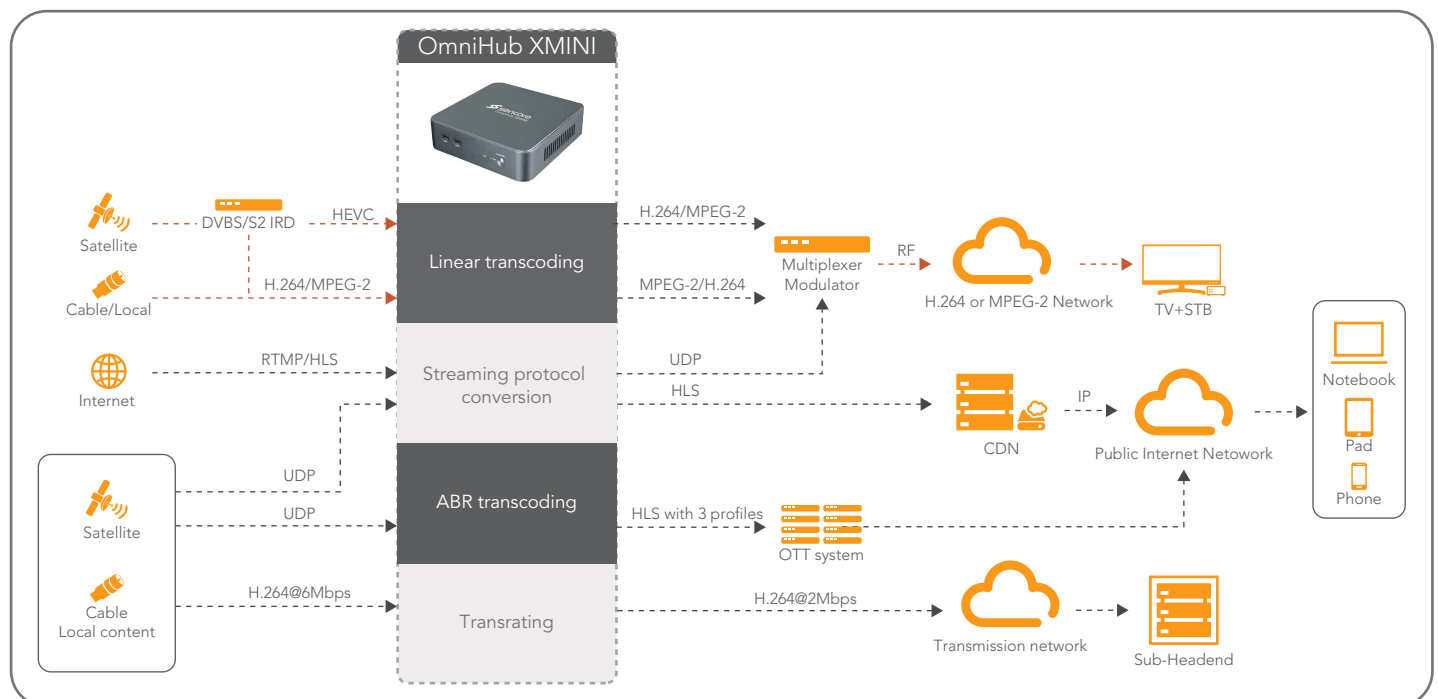 OmniHub XMINI
sencore
Satellite
DVBS/S2 IRD
HEVC
Cable/Local
H.264/MPEG-2
Linear transcoding
H.264/MPEG-2
MPEG-2/H.264
Multiplexer
Modulator
RF
H.264 or MPEG-2 Network
TV+STB
Internet
RTMP/HLS
Streaming protocol
conversion
UDP
HLS
CDN
IP
Public Internet Netowork
Notebook
Pad
Phone
UDP
Satellite
UDP
ABR transcoding
HLS with 3 profiles
OTT system
Cable
Local content
H.264@6Mbps
Transrating
H.264@2Mbps
Transmission network
Sub-Headend